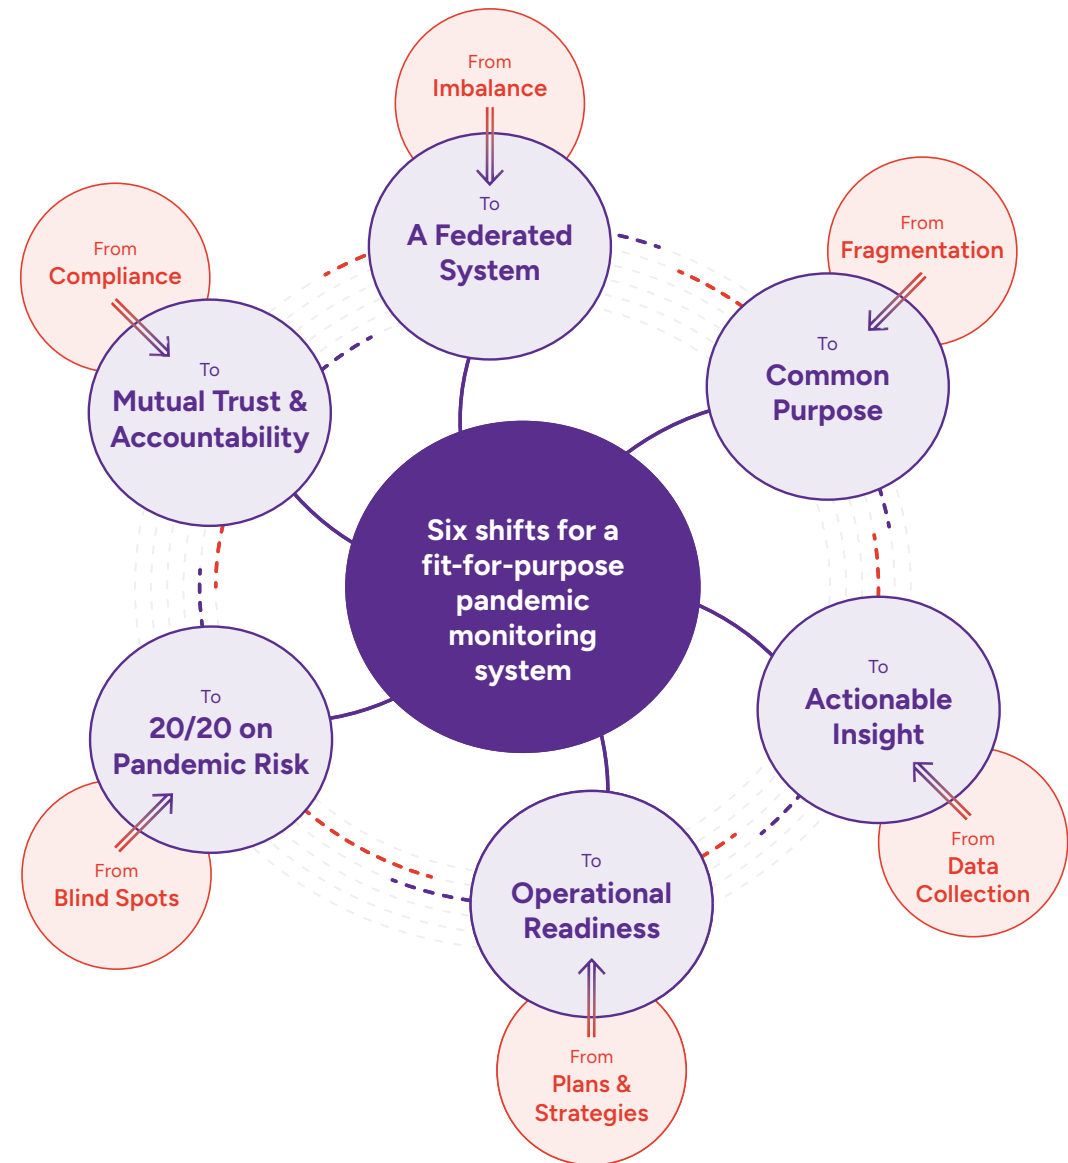 From
Imbalance
To
A Federated
System
From
Fragmentation
To
Common
Purpose
From
Compliance
To
Mutual Trust &
Accountability
Six shifts for a
fit-for-purpose
pandemic
monitoring
system
To
Actionable
Insight
From
Data
Collection
To
20/20 on
Pandemic Risk
From
Blind Spots
To
Operational
Readiness
From
Plans &
Strategies